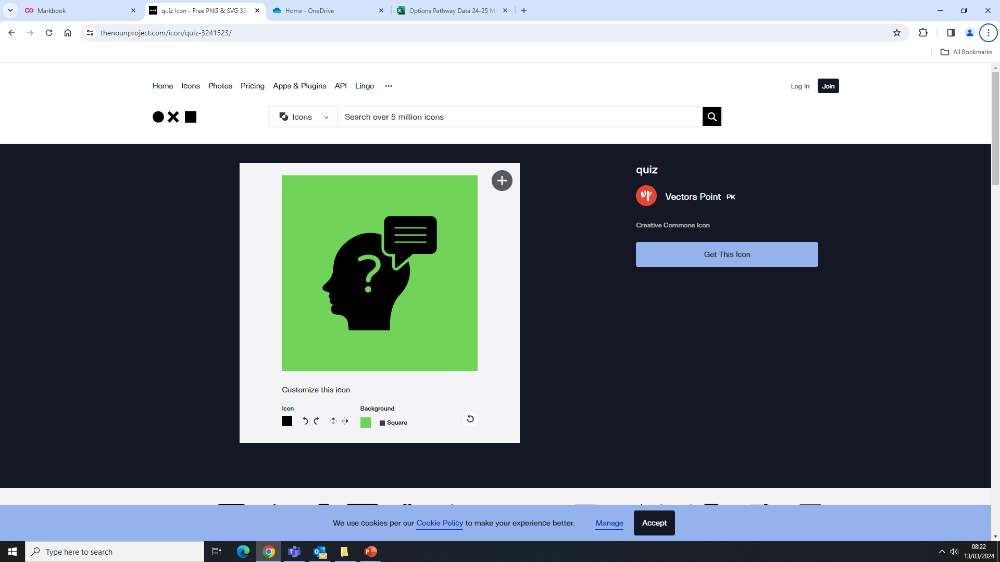 Markbook
quiz Icon - Free PNG & SVG 324
Home - OneDrive
Options Pathway Data 24-25 M
thenounproject.com/icon/quiz-3241523/
All Bookmarks
Home Icons Photos Pricing Apps & Plugins API Lingo
Log In Join
Icons Search over 5 million icons
quiz
Vectors Point PK
Creative Commons Icon
Get This Icon
?
Customize this icon
Icon
Background
Square
We use cookies per our Cookie Policy to make your experience better. Manage Accept
Type here to search
08:22
13/03/2024